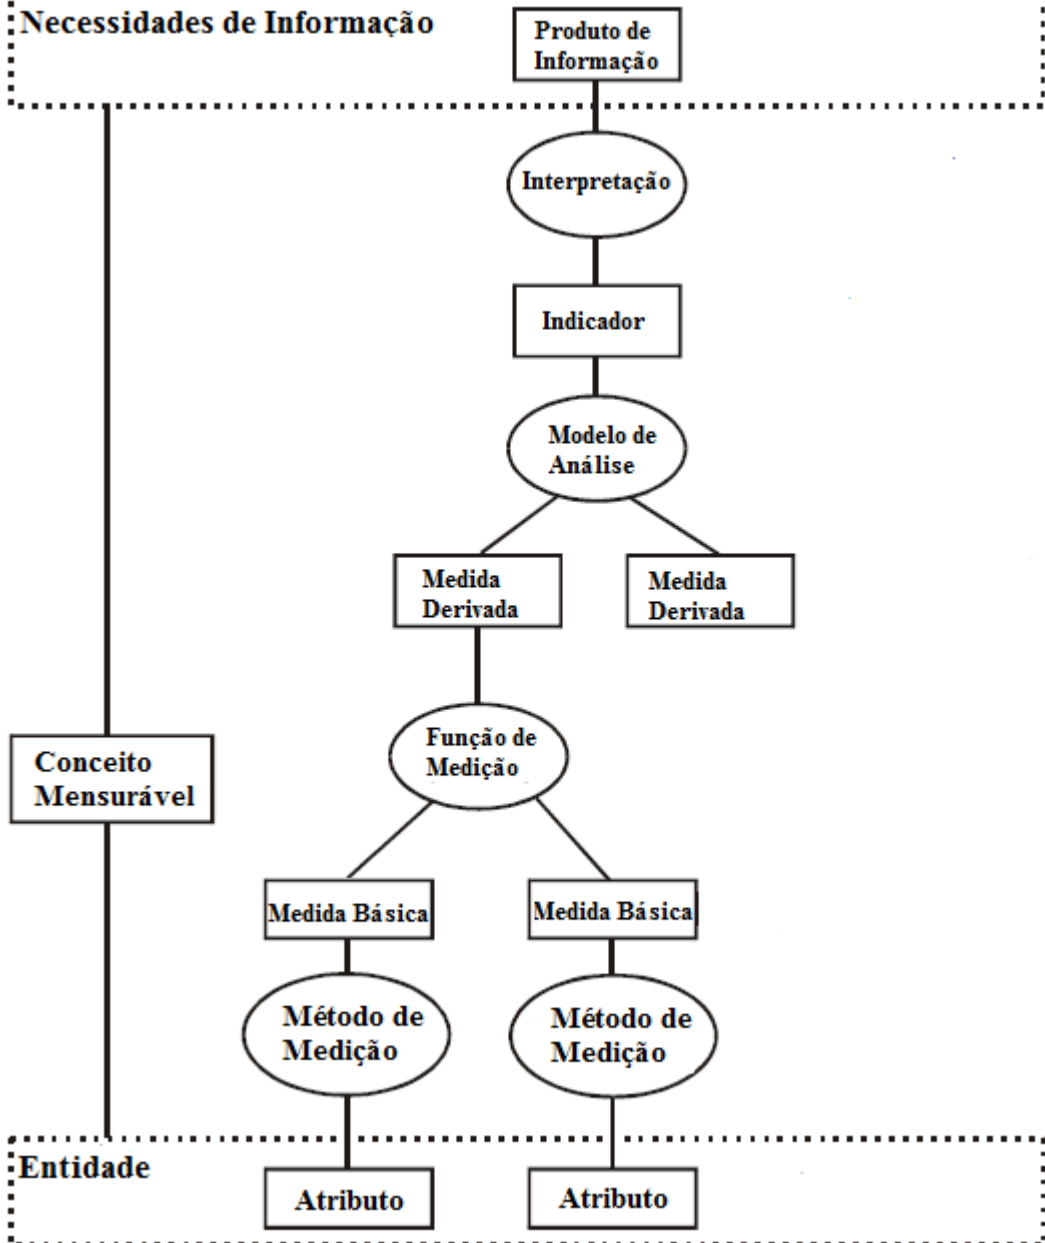 Necessidades de Informação
Produto de
Informação
Interpretação
Indicador
Modelo de
Análise
Medida
Derivada
Medida
Derivada
Função de
Medição
Conceito
Mensurável
Medida Básica
Medida Básica
Método de
Medição
Método de
Medição
Entidade
Atributo
Atributo